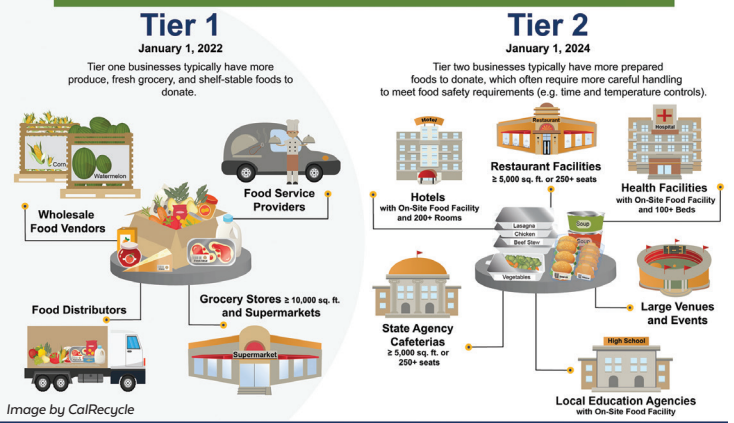 Tier 1
January 1, 2022
Tier one businesses typically have more
produce, fresh grocery, and shelf-stable foods to
donate.
Corn
Watermelon
Wholesale
Food Vendors
Food Service
Providers
Food Distributors
Grocery Stores ≥ 10,000 sq. ft.
and Supermarkets
Supermarket
Image by CalRecycle
Tier 2
January 1, 2024
Tier two businesses typically have more prepared
foods to donate, which often require more careful handling
to meet food safety requirements (e.g. time and temperature controls).
Hotel
Hotels
with On-Site Food Facility
and 200+ Rooms
Restaurant
Restaurant Facilities
≥ 5,000 sq. ft. or 250+ seats
Hospital
Health Facilities
with On-Site Food Facility
and 100+ Beds
Lasagna
Chicken
Beef Stew
Vegetables
Soup
Soup
State Agency
Cafeterias
≥ 5,000 sq. ft. or
250+ seats
Large Venues
and Events
High School
Local Education Agencies
with On-Site Food Facility